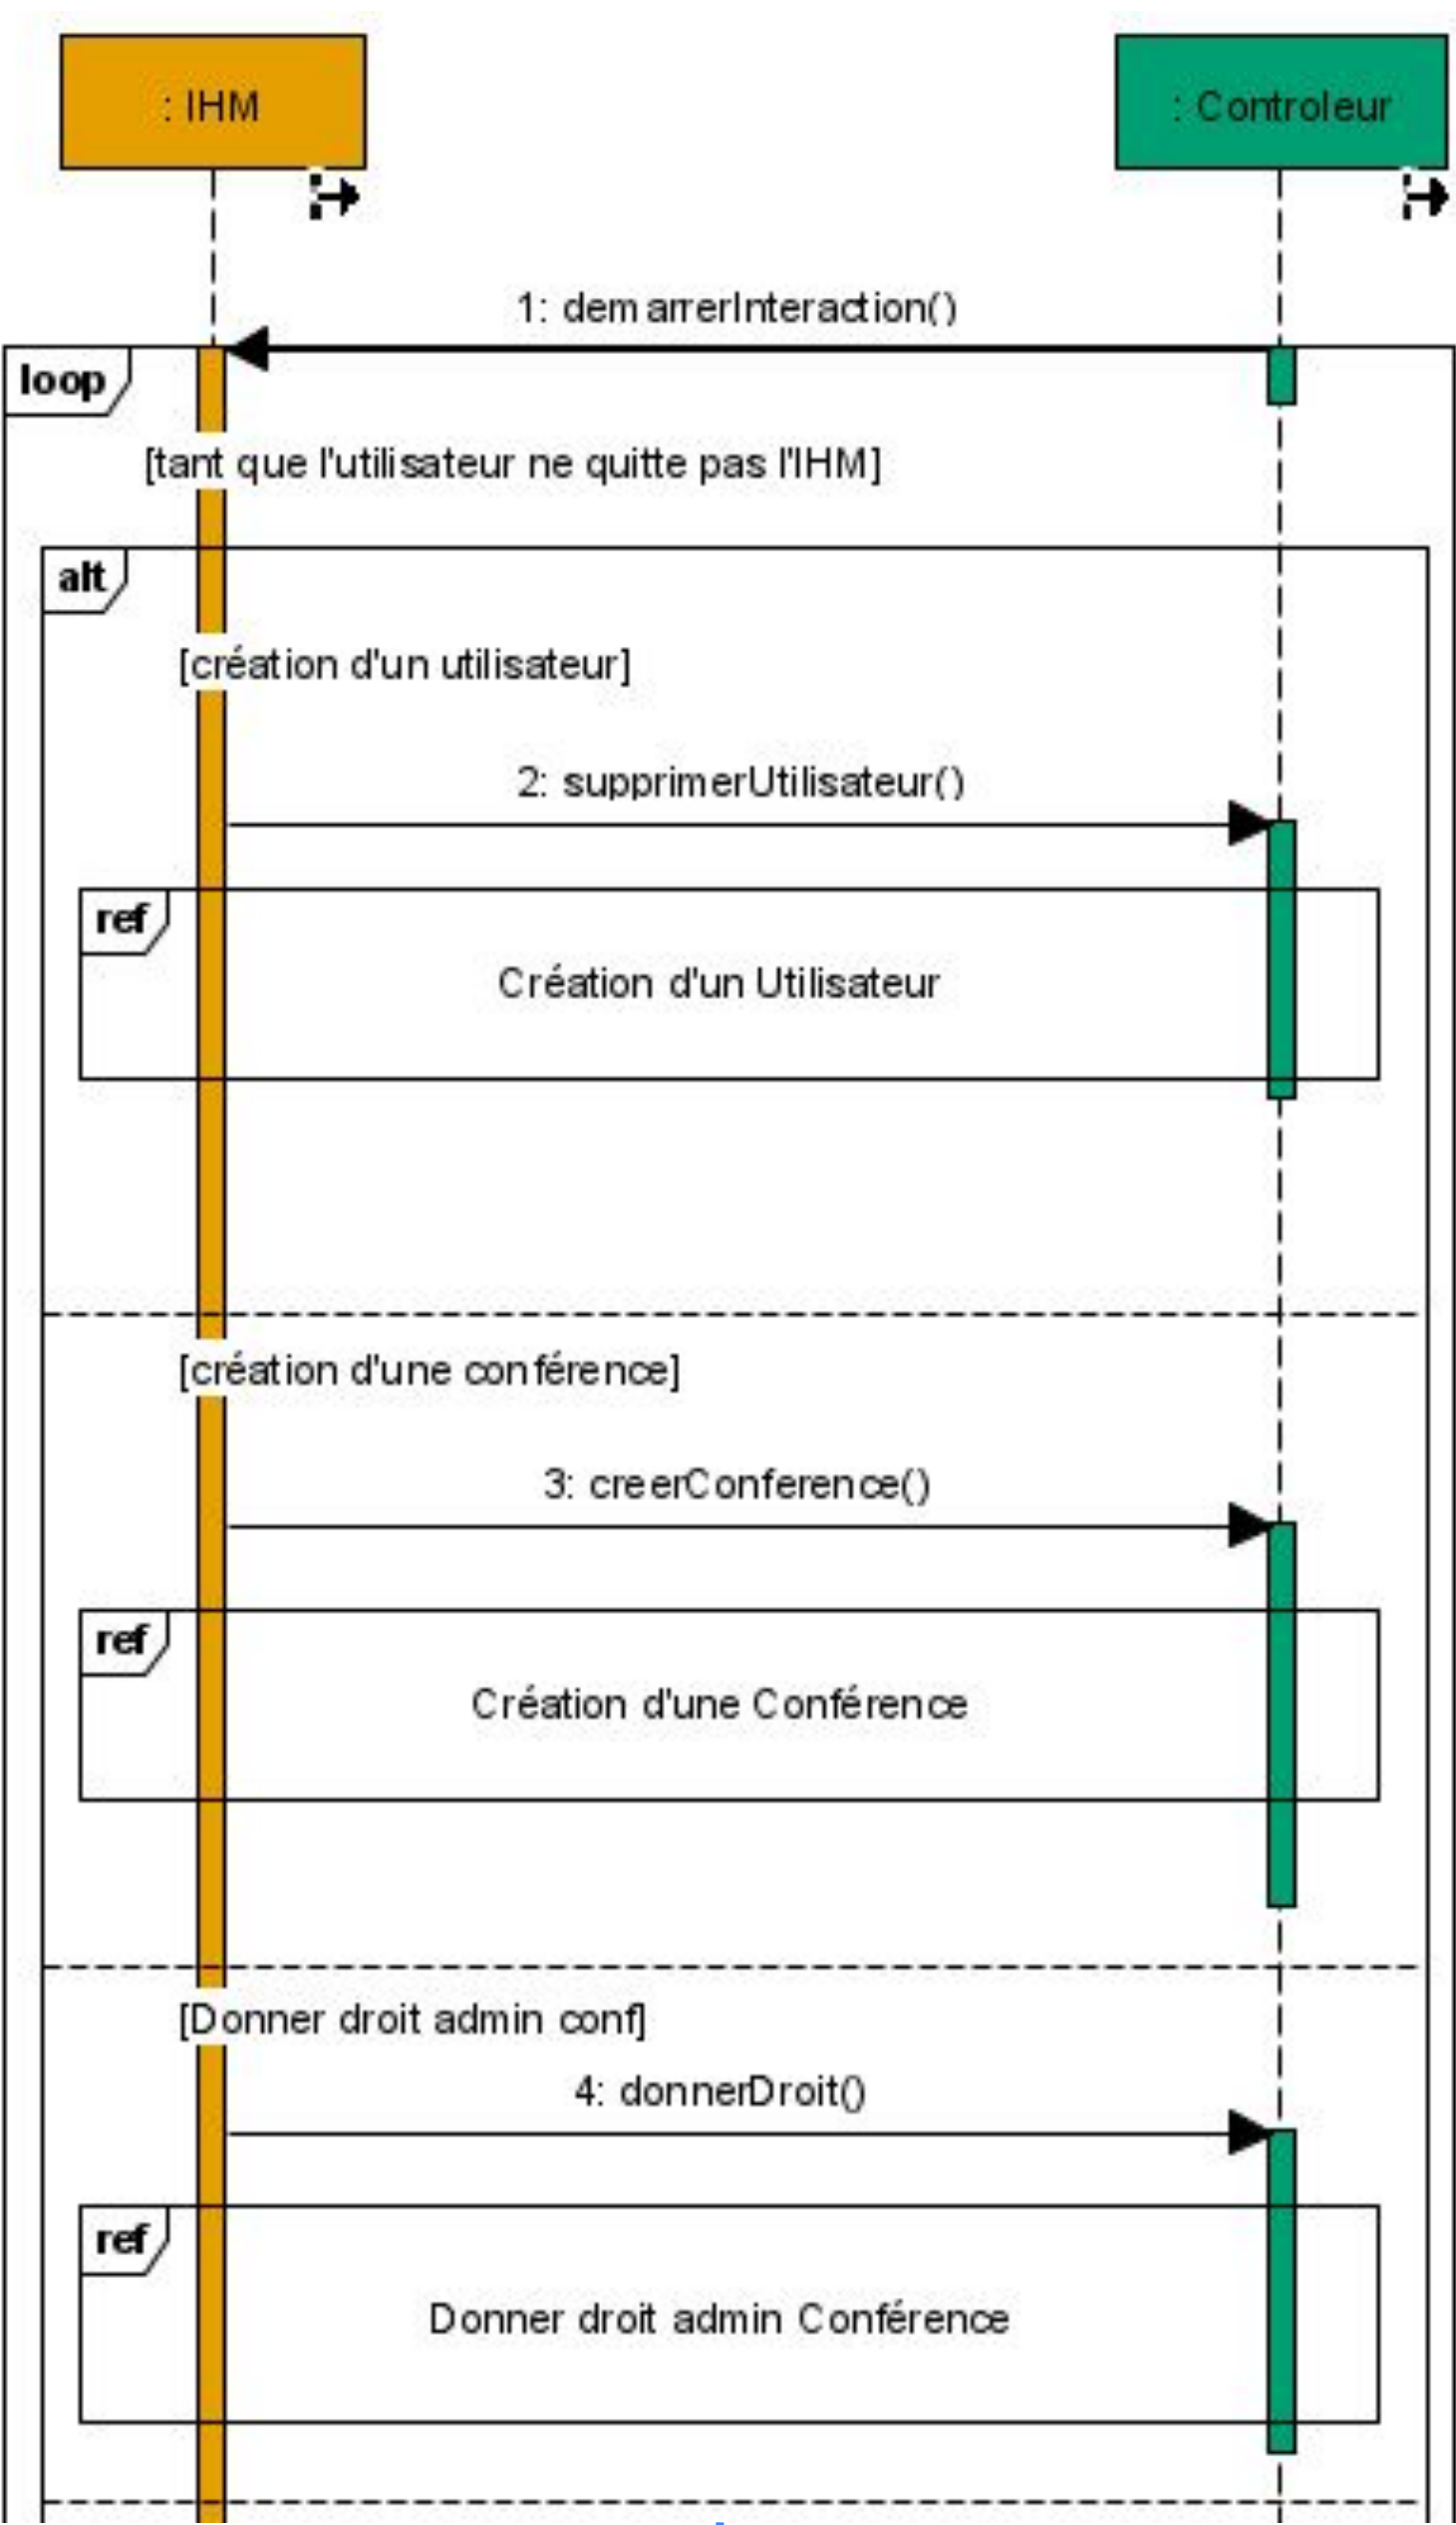 : IHM
: Controleur
1: demarrerInteraction()
loop
[tant que l'utilisateur ne quitte pas l'IHM]
alt
[création d'un utilisateur]
2: supprimerUtilisateur()
ref
Création d'un Utilisateur
[création d'une conférence]
3: creerConference()
ref
Création d'une Conférence
[Donner droit admin conf]
4: donnerDroit()
ref
Donner droit admin Conférence